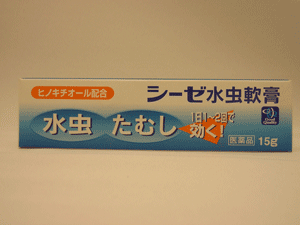 ヒノキチオール配合
シーゼ水虫軟膏
水虫 たむし
1日1~2回で
効く!
医薬品 15g